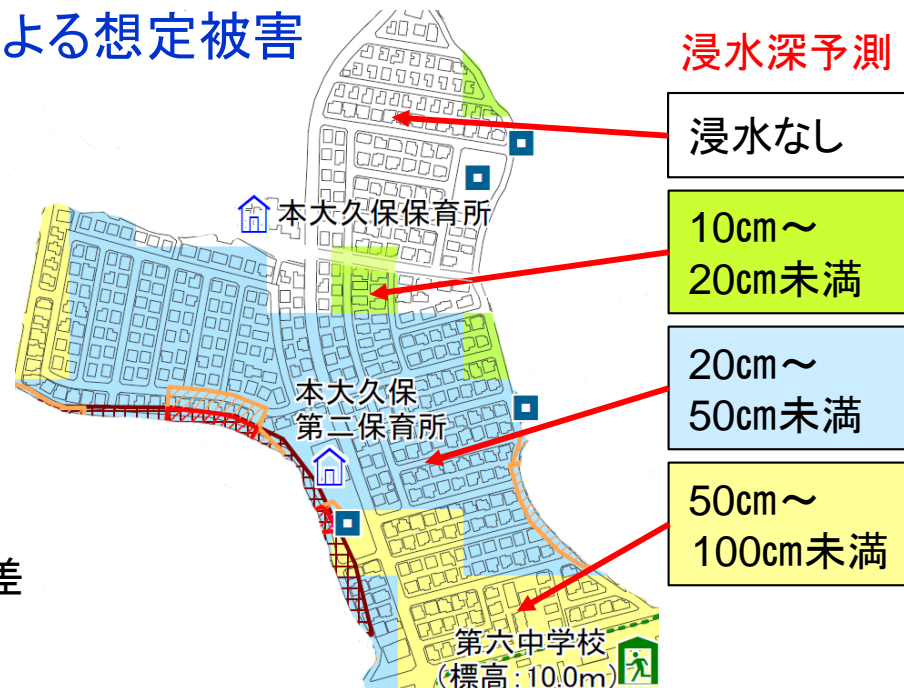 よる想定被害
浸水深予測
浸水なし
10㎝～
20㎝未満
20㎝～
50㎝未満
50㎝～
100㎝未満
本大久保保育所
本大久保
第二保育所
差
第六中学校
(標高:10.0m)